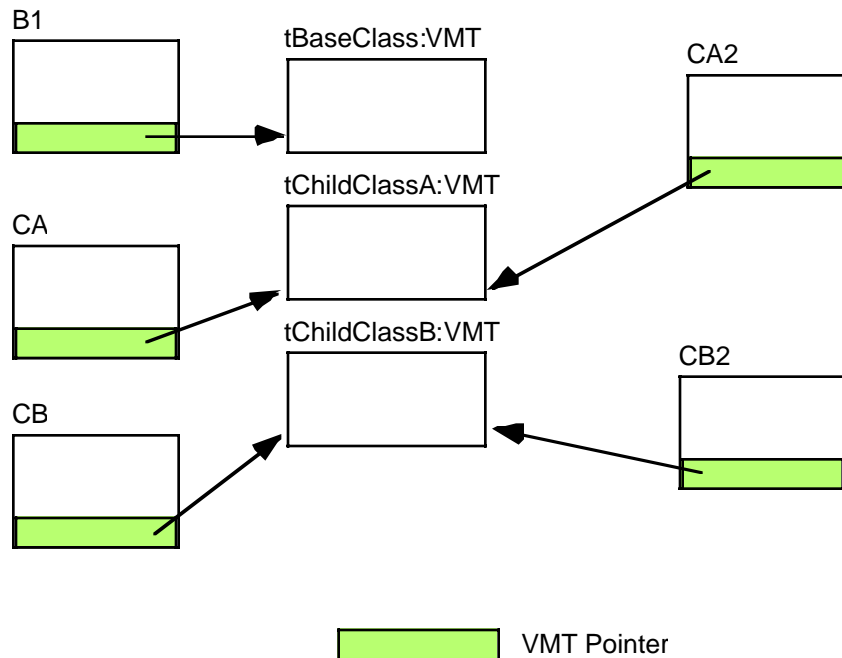 B1
tBaseClass:VMT
CA2
tChildClassA:VMT
CA
tChildClassB:VMT
CB2
CB
VMT Pointer